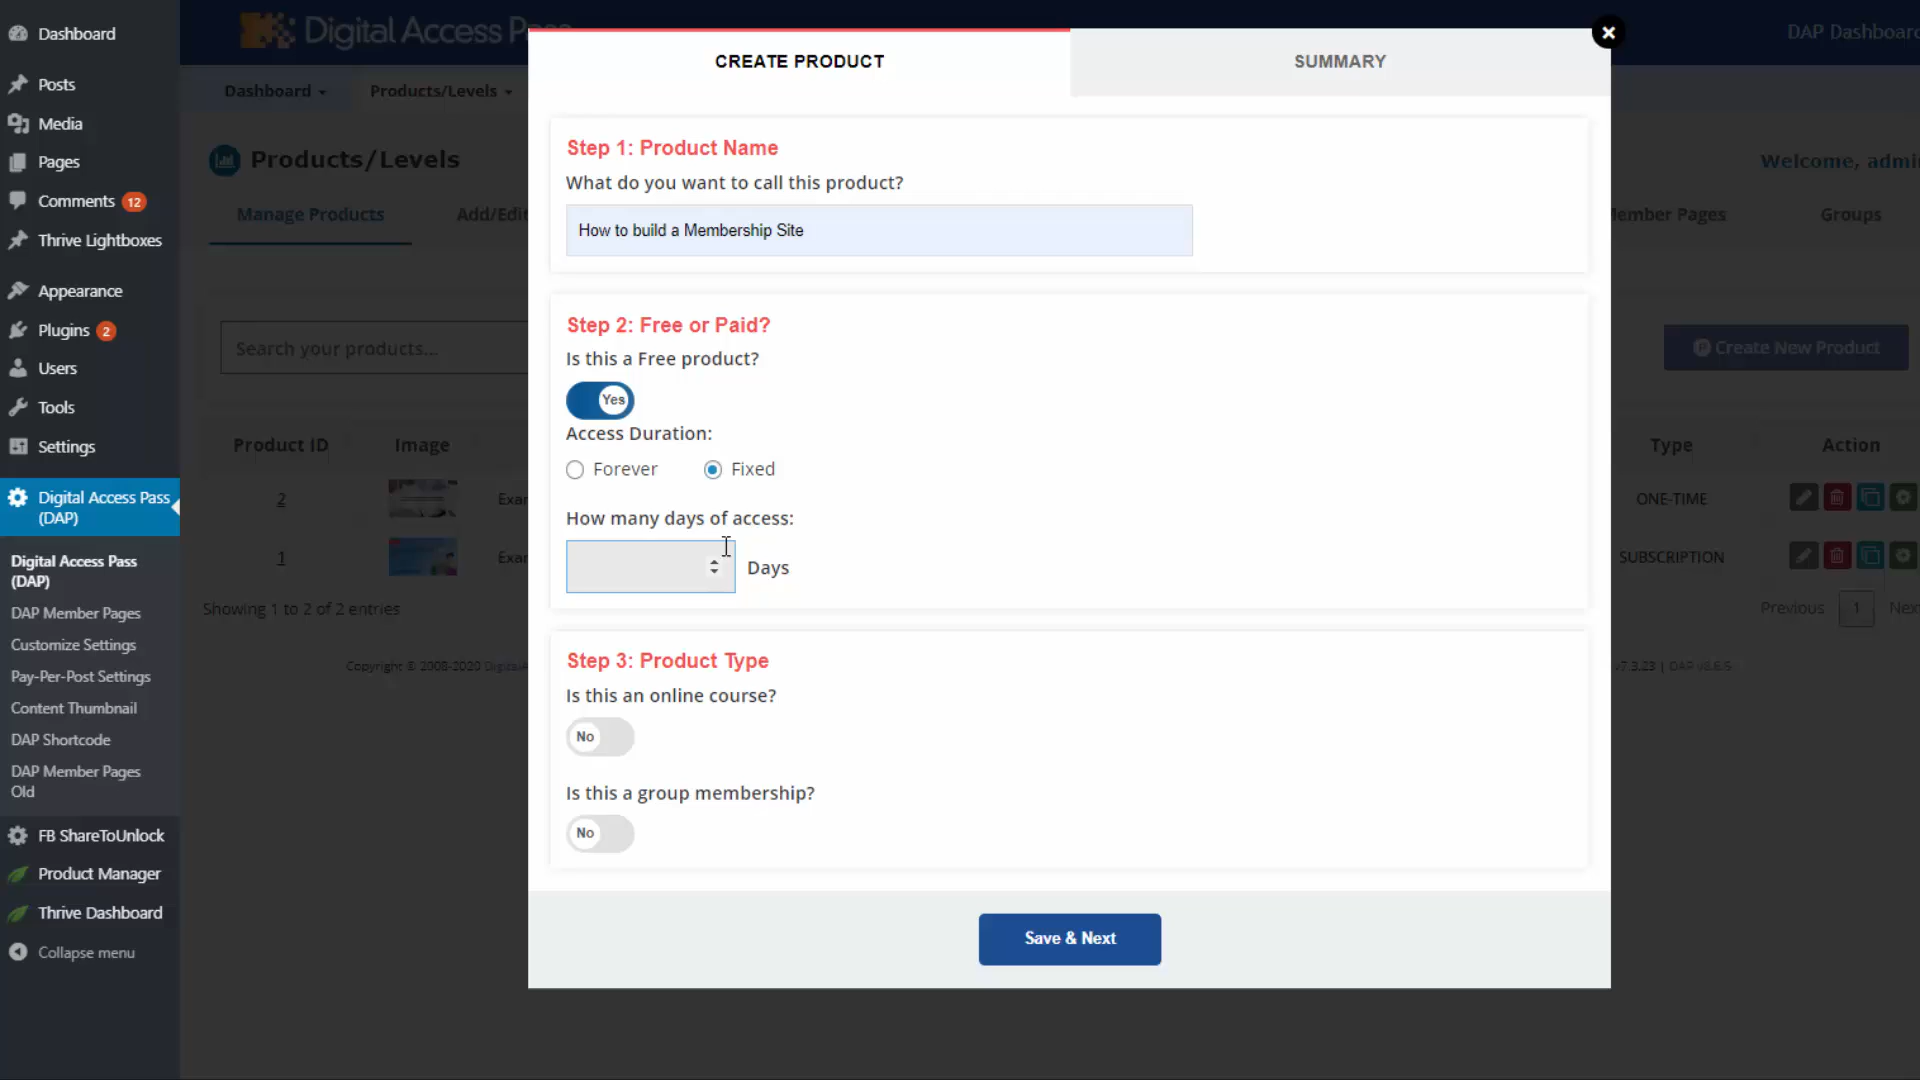 Dashboard
Posts
Media
Pages
Comments 12
Thrive Lightboxes
Appearance
Plugins 2
Users
Tools
Settings
Digital Access Pass
(DAP)
Digital Access Pass
(DAP)
DAP Member Pages
Customize Settings
Pay-Per-Post Settings
Content Thumbnail
DAP Shortcode
DAP Member Pages
Old
FB ShareToUnlock
Product Manager
Thrive Dashboard
Collapse menu
Digital Access P
DAP Dashboard
Dashboard
Products/Levels
Products/Levels
Welcome, admi
Manage Products
Add/Edit
Member Pages
Groups
Search your products...
Create New Product
Product ID
Image
Type
Action
2
Exa
ONE-TIME
1
Exa
SUBSCRIPTION
Showing 1 to 2 of 2 entries
Previous 1 Nex
Copyright © 2008-2020
v7.3.23 | DAP v6.6.5
CREATE PRODUCT
SUMMARY
Step 1: Product Name
What do you want to call this product?
How to build a Membership Site
Step 2: Free or Paid?
Is this a Free product?
Yes
Access Duration:
Forever
Fixed
How many days of access:
Days
Step 3: Product Type
Is this an online course?
No
Is this a group membership?
No
Save & Next